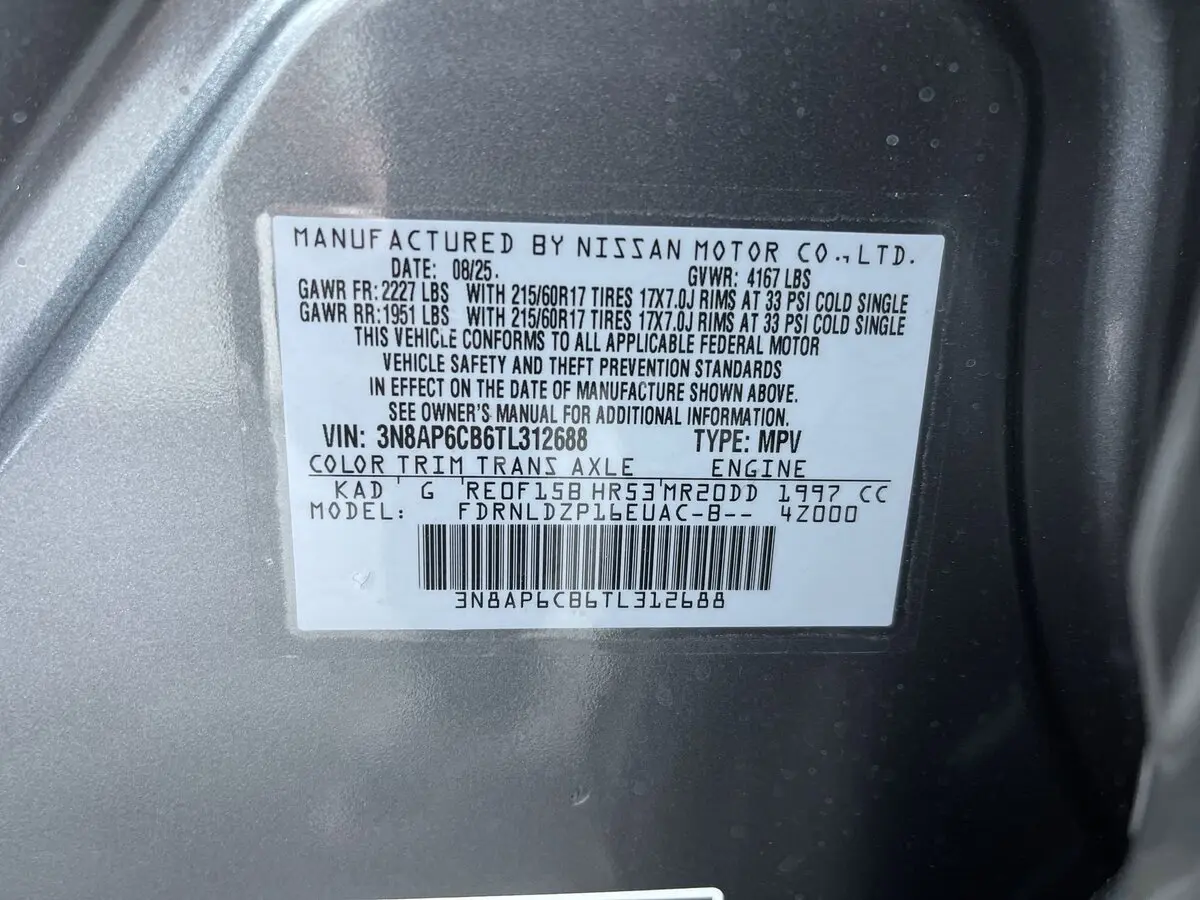 MANUFACTURED BY NISSAN MOTOR CO.,LTD.
DATE: 08/25. GVWR: 4167 LBS
GAWR FR: 2227 LBS WITH 215/60R17 TIRES 17X7.0J RIMS AT 33 PSI COLD SINGLE
GAWR RR: 1951 LBS WITH 215/60R17 TIRES 17X7.0J RIMS AT 33 PSI COLD SINGLE
THIS VEHICLE CONFORMS TO ALL APPLICABLE FEDERAL MOTOR
VEHICLE SAFETY AND THEFT PREVENTION STANDARDS
IN EFFECT ON THE DATE OF MANUFACTURE SHOWN ABOVE.
SEE OWNER'S MANUAL FOR ADDITIONAL INFORMATION.
VIN: 3N8AP6CB6TL312688 TYPE: MPV
COLOR TRIM TRANS AXLE ENGINE
KAD G RE0F15B HR53 MR20DD 1997 CC
MODEL: FDRNLDZP16EUAC-B-- 4Z000
3N8AP6CB6TL312688